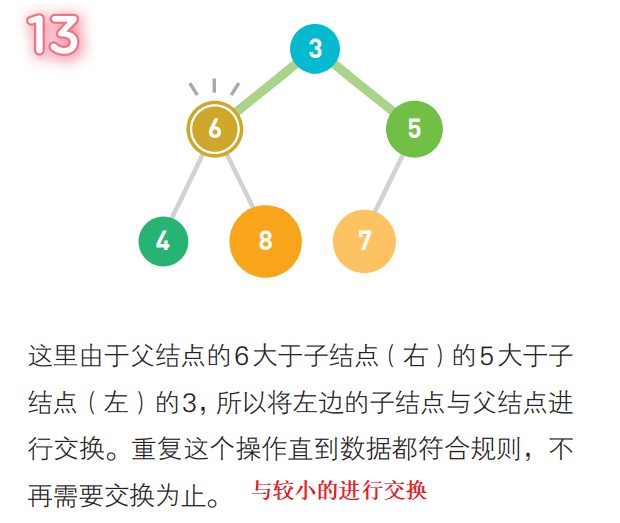 13
3
6
5
4
8
7
这里由于父结点的6大于子结点（右）的5大于子
结点（左）的3，所以将左边的子结点与父结点进
行交换。重复这个操作直到数据都符合规则，不
再需要交换为止。 与较小的进行交换